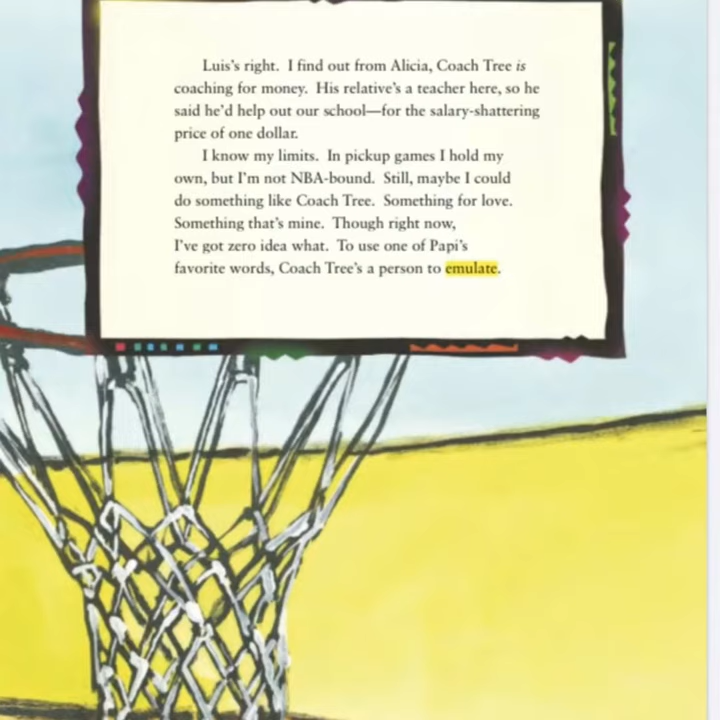 Luis's right. I find out from Alicia, Coach Tree is
coaching for money. His relative's a teacher here, so he
said he'd help out our school—for the salary-shattering
price of one dollar.
I know my limits. In pickup games I hold my
own, but I'm not NBA-bound. Still, maybe I could
do something like Coach Tree. Something for love.
Something that's mine. Though right now,
I've got zero idea what. To use one of Papi's
favorite words, Coach Tree's a person to emulate.